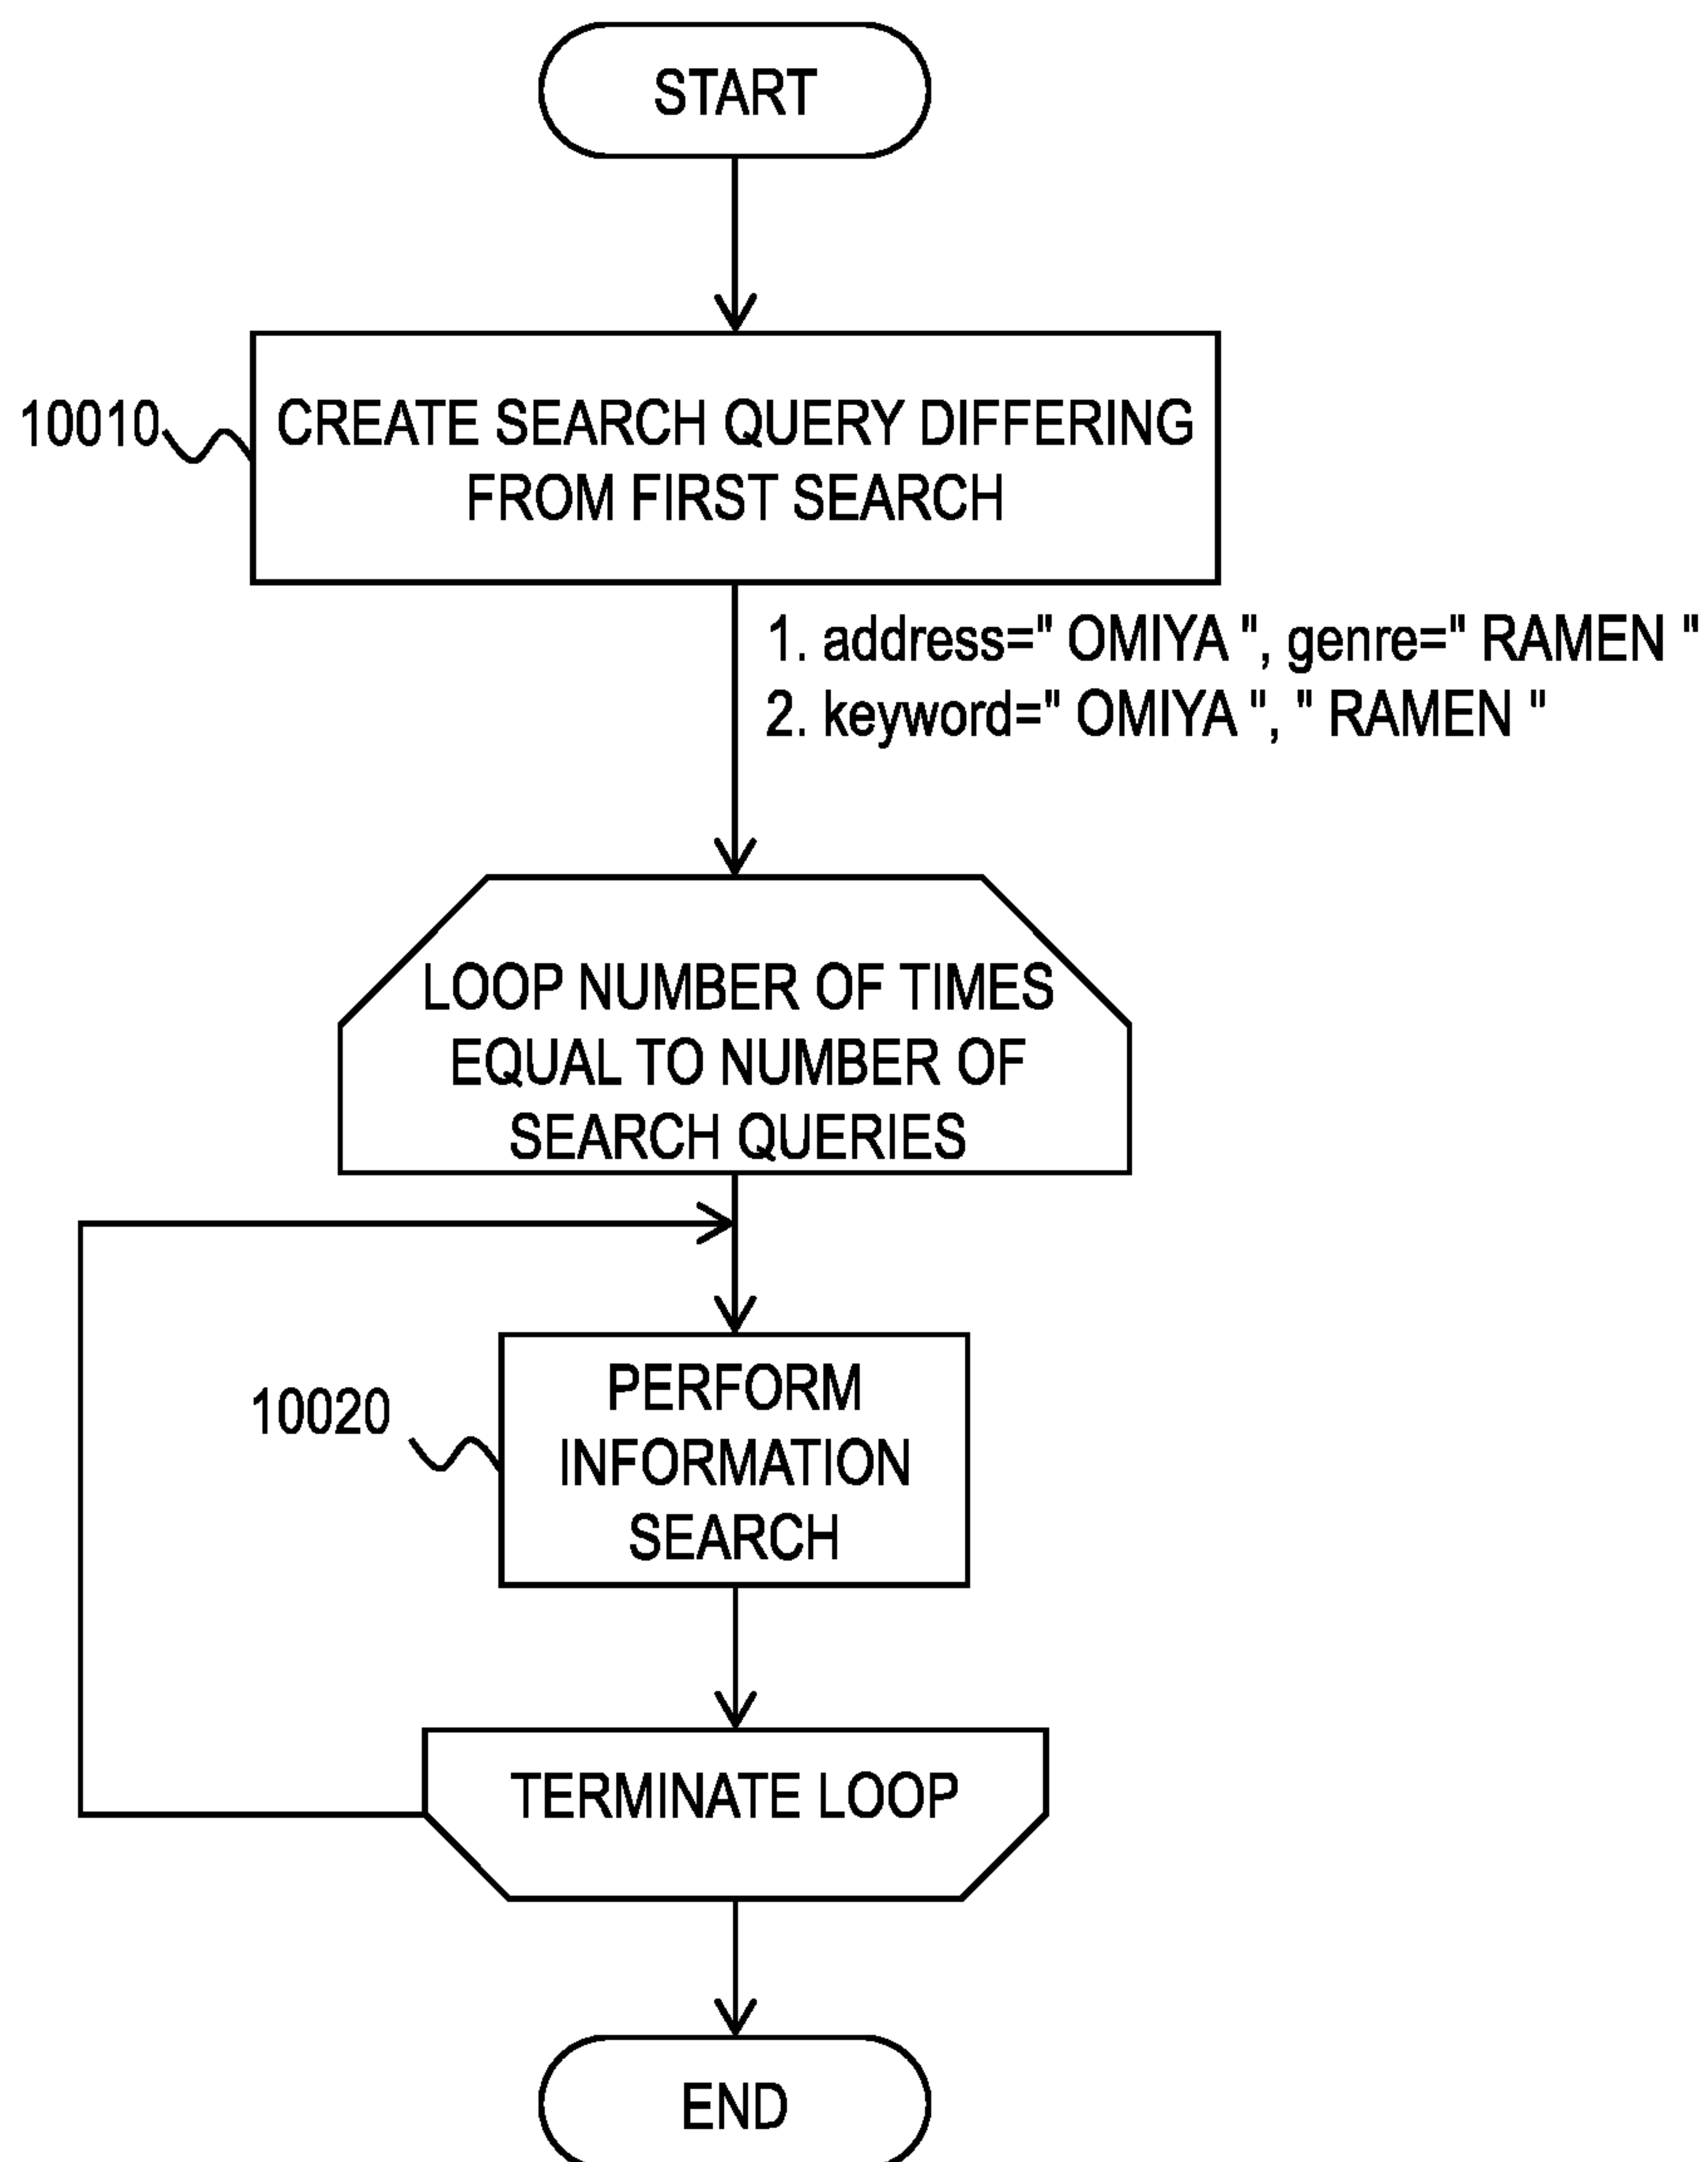 START
10010
CREATE SEARCH QUERY DIFFERING
FROM FIRST SEARCH
1. address=" OMIYA ", genre=" RAMEN "
2. keyword=" OMIYA ", " RAMEN "
LOOP NUMBER OF TIMES
EQUAL TO NUMBER OF
SEARCH QUERIES
10020
PERFORM
INFORMATION
SEARCH
TERMINATE LOOP
END